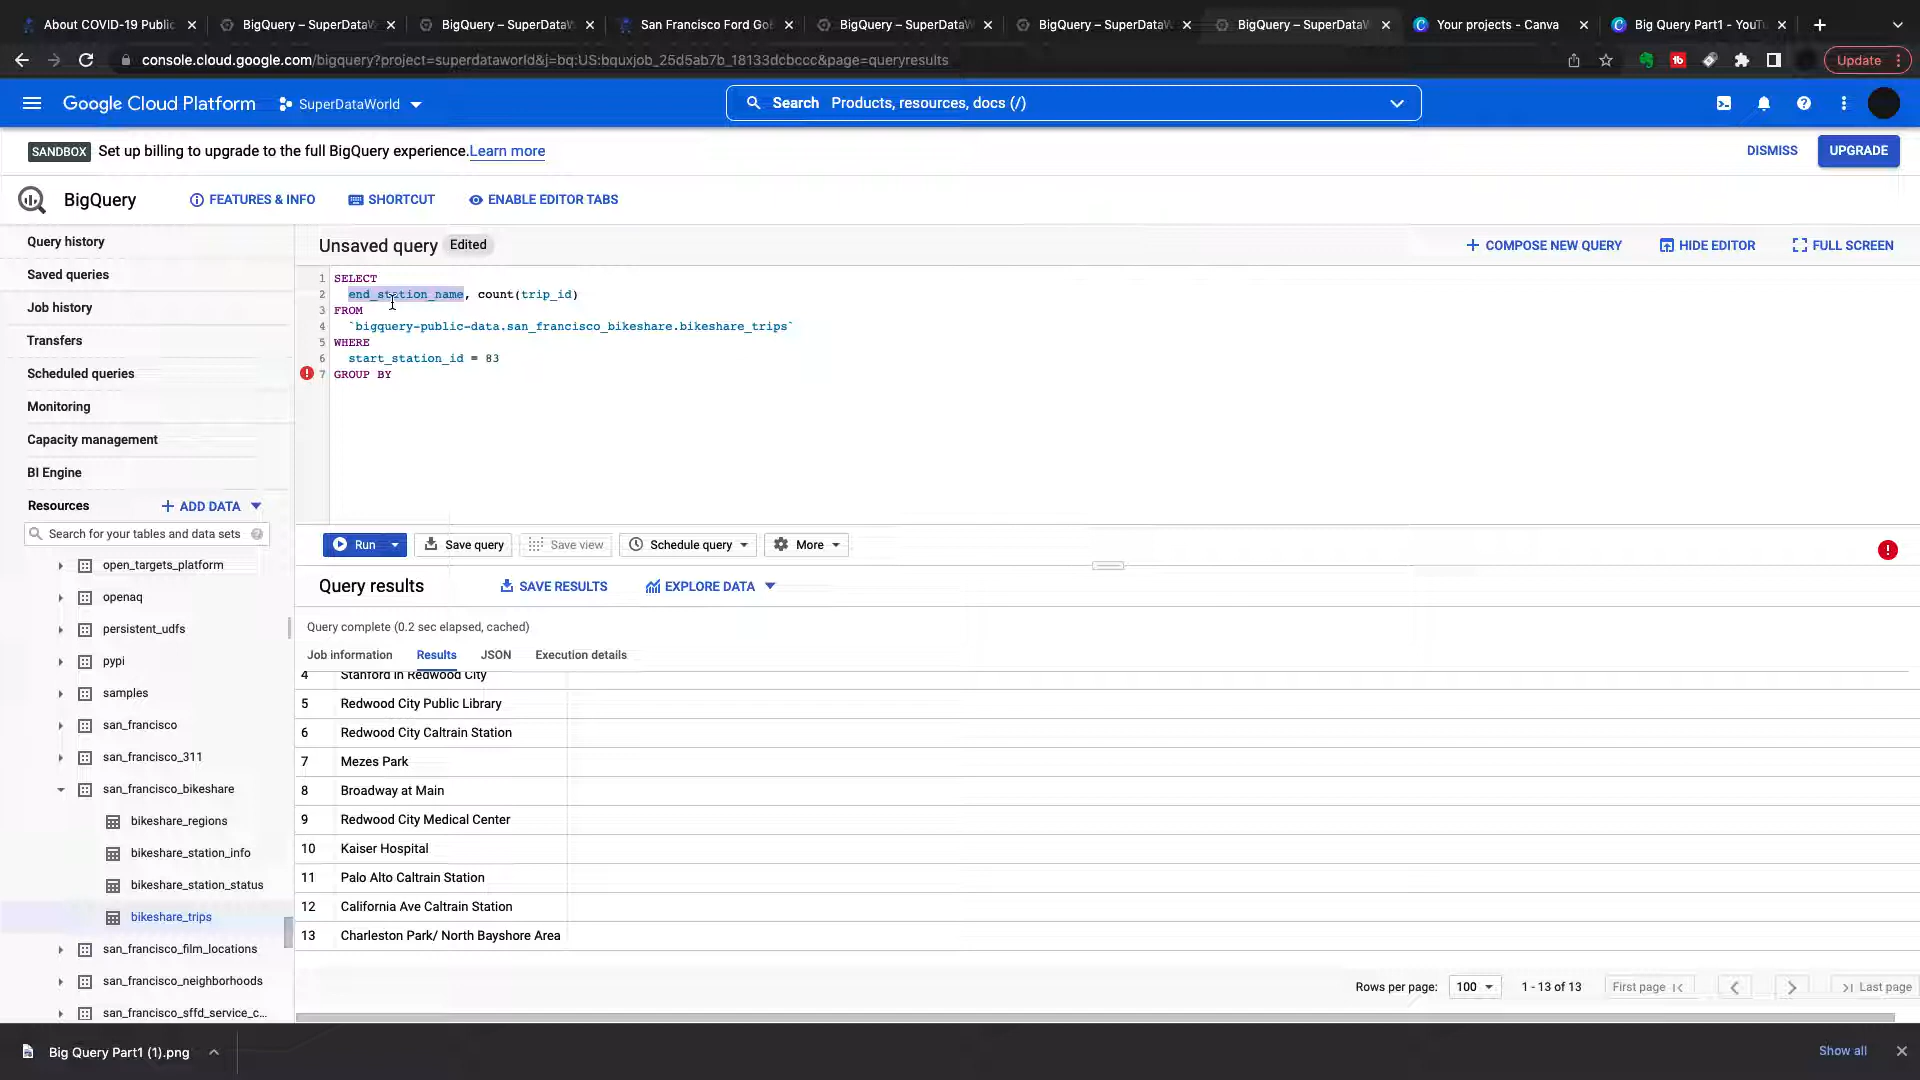 About COVID-19 Public
BigQuery – SuperDataW
BigQuery – SuperDataW
San Francisco Ford GoB
BigQuery – SuperDataW
BigQuery – SuperDataW
BigQuery – SuperDataW
Your projects - Canva
Big Query Part1 - YouTu
console.cloud.google.com/bigquery?project=superdataworld&j=bq:US:bquxjob_25d5ab7b_18133dcbccc&page=queryresults
Update
Google Cloud Platform
SuperDataWorld
Search Products, resources, docs (/)
SANDBOX Set up billing to upgrade to the full BigQuery experience. Learn more
DISMISS
UPGRADE
BigQuery
FEATURES & INFO
SHORTCUT
ENABLE EDITOR TABS
Query history
Saved queries
Job history
Transfers
Scheduled queries
Monitoring
Capacity management
BI Engine
Resources
+ ADD DATA
Search for your tables and data sets
open_targets_platform
openaq
persistent_udfs
pypi
samples
san_francisco
san_francisco_311
san_francisco_bikeshare
bikeshare_regions
bikeshare_station_info
bikeshare_station_status
bikeshare_trips
san_francisco_film_locations
san_francisco_neighborhoods
san_francisco_sffd_service_c...
Unsaved query Edited
+ COMPOSE NEW QUERY
HIDE EDITOR
FULL SCREEN
1 SELECT
2 end_station_name, count(trip_id)
3 FROM
4 `bigquery-public-data.san_francisco_bikeshare.bikeshare_trips`
5 WHERE
6 start_station_id = 83
7 GROUP BY
Run
Save query
Save view
Schedule query
More
Query results
SAVE RESULTS
EXPLORE DATA
Query complete (0.2 sec elapsed, cached)
Job information
Results
JSON
Execution details
4 Stanford in Redwood City
5 Redwood City Public Library
6 Redwood City Caltrain Station
7 Mezes Park
8 Broadway at Main
9 Redwood City Medical Center
10 Kaiser Hospital
11 Palo Alto Caltrain Station
12 California Ave Caltrain Station
13 Charleston Park/ North Bayshore Area
Rows per page: 100
1 - 13 of 13
First page
Last page
Big Query Part1 (1).png
Show all